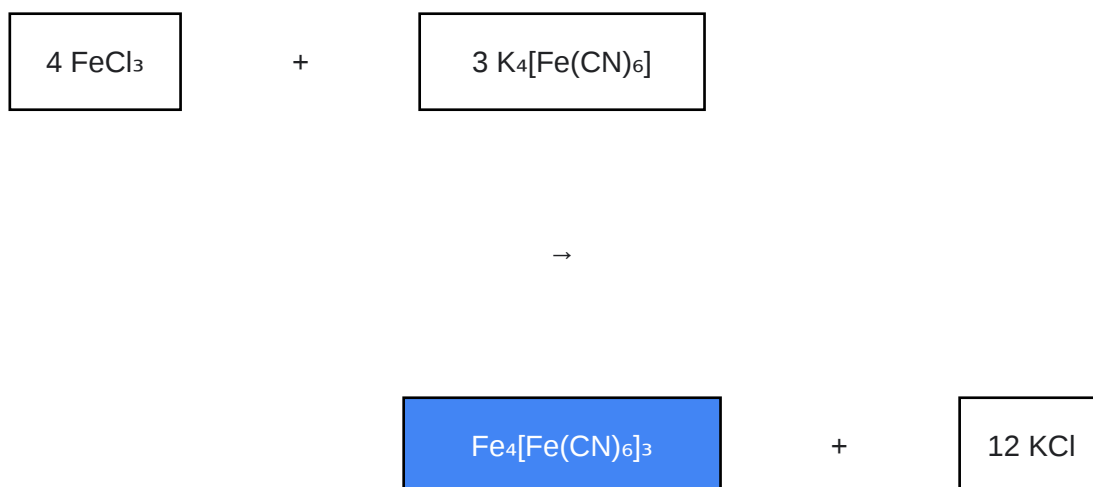 4 FeCl₃ + 3 K₄[Fe(CN)₆]
→
Fe₄[Fe(CN)₆]₃ + 12 KCl